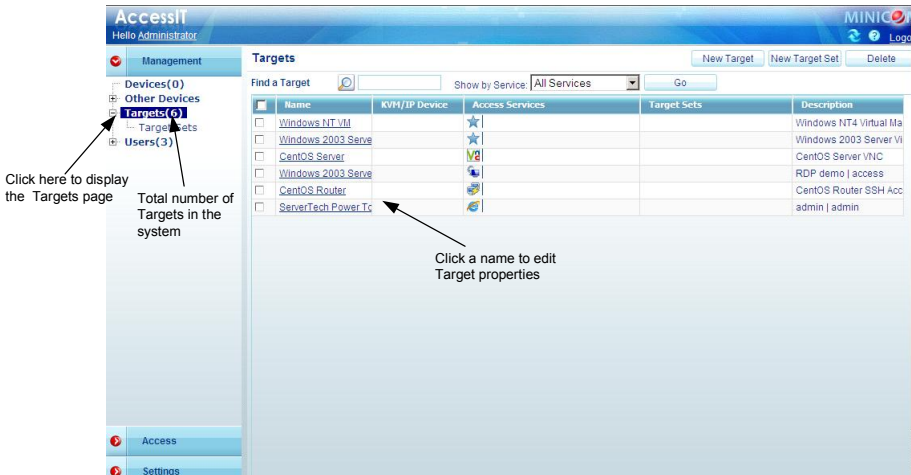 AccessIT
MINICO
Hello Administrator
? Logo
Management
Targets
New Target
New Target Set
Delete
Devices(0)
Other Devices
Targets(6)
Target Sets
Users(3)
Find a Target
Show by Service: All Services
Go
Name KVM/IP Device Access Services Target Sets Description
Windows NT VM Windows NT4 Virtual Ma
Windows 2003 Serve Windows 2003 Server Vi
CentOS Server V2 CentOS Server VNC
Windows 2003 Serve RDP demo | access
CentOS Router CentOS Router SSH Acc
ServerTech Power To admin | admin
Click here to display
the Targets page
Total number of
Targets in the
system
Click a name to edit
Target properties
Access
Settings